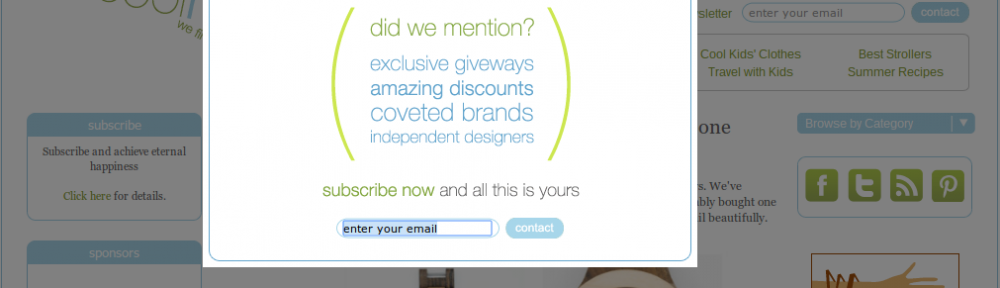 we fi
sletter
enter your email
contact
Cool Kids' Clothes
Best Strollers
Travel with Kids
Summer Recipes
did we mention?
exclusive giveways
amazing discounts
coveted brands
independent designers
subscribe now and all this is yours
enter your email
contact
subscribe
Subscribe and achieve eternal
happiness
Click here for details.
sponsors
one
Browse by Category
s. We've
bly bought one
il beautifully.